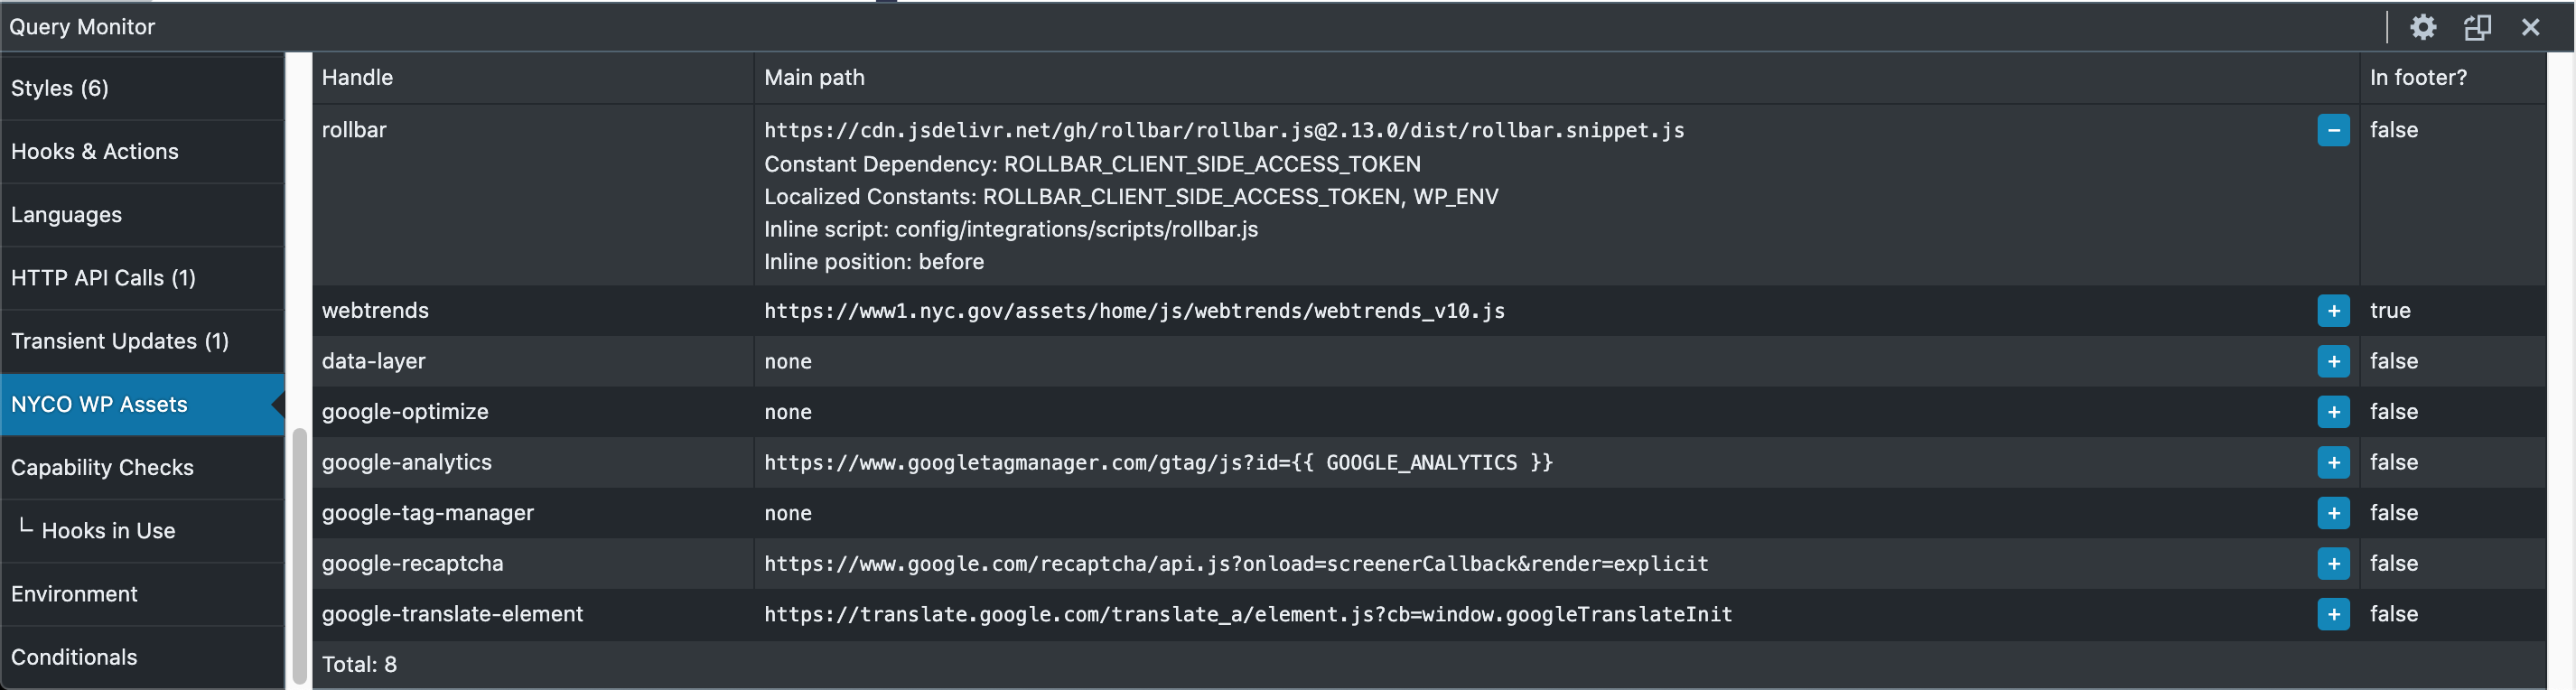 Query Monitor
Styles (6)
Hooks & Actions
Languages
HTTP API Calls (1)
Transient Updates (1)
NYCO WP Assets
Capability Checks
└ Hooks in Use
Environment
Conditionals
Handle Main path In footer?
rollbar https://cdn.jsdelivr.net/gh/rollbar/rollbar.js@2.13.0/dist/rollbar.snippet.js − false
Constant Dependency: ROLLBAR_CLIENT_SIDE_ACCESS_TOKEN
Localized Constants: ROLLBAR_CLIENT_SIDE_ACCESS_TOKEN, WP_ENV
Inline script: config/integrations/scripts/rollbar.js
Inline position: before
webtrends https://www1.nyc.gov/assets/home/js/webtrends/webtrends_v10.js + true
data-layer none + false
google-optimize none + false
google-analytics https://www.googletagmanager.com/gtag/js?id={{ GOOGLE_ANALYTICS }} + false
google-tag-manager none + false
google-recaptcha https://www.google.com/recaptcha/api.js?onload=screenerCallback&render=explicit + false
google-translate-element https://translate.google.com/translate_a/element.js?cb=window.googleTranslateInit + false
Total: 8